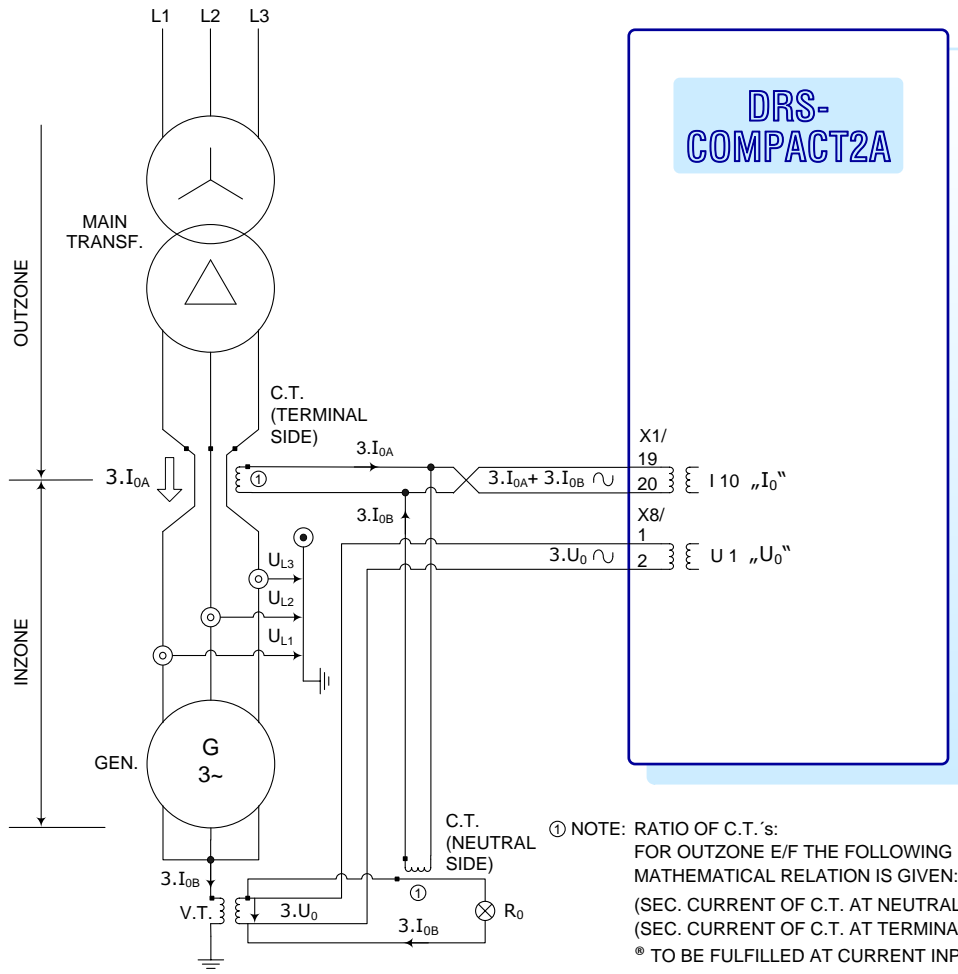 L1 L2 L3
DRS-
COMPACT2A
MAIN
TRANSF.
OUTZONE
C.T.
(TERMINAL
SIDE)
3.I0A
3.I0A
①
3.I0A+ 3.I0B
X1/
19
20
I 10 „I0“
3.I0B
X8/
1
2
3.U0
U 1 „U0“
UL3
UL2
UL1
INZONE
GEN.
G
3~
C.T.
(NEUTRAL
SIDE)
①
3.I0B
V.T.
3.U0
3.I0B
R0
① NOTE: RATIO OF C.T.´s:
FOR OUTZONE E/F THE FOLLOWING
MATHEMATICAL RELATION IS GIVEN:
(SEC. CURRENT OF C.T. AT NEUTRAL
(SEC. CURRENT OF C.T. AT TERMINA
® TO BE FULFILLED AT CURRENT INP